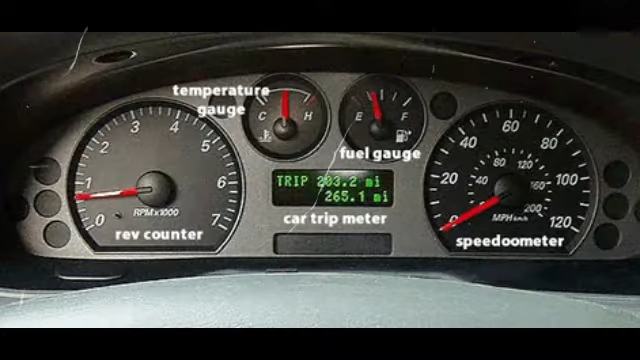 temperature
gauge
C H
E F
fuel gauge
1 2 3 4 5 6 7
RPMx1000
rev counter
TRIP 203.2 mi
265.1 mi
car trip meter
0 20 40 60 80 100 120
40 80 120 160 200
MPH km/h
speedoometer